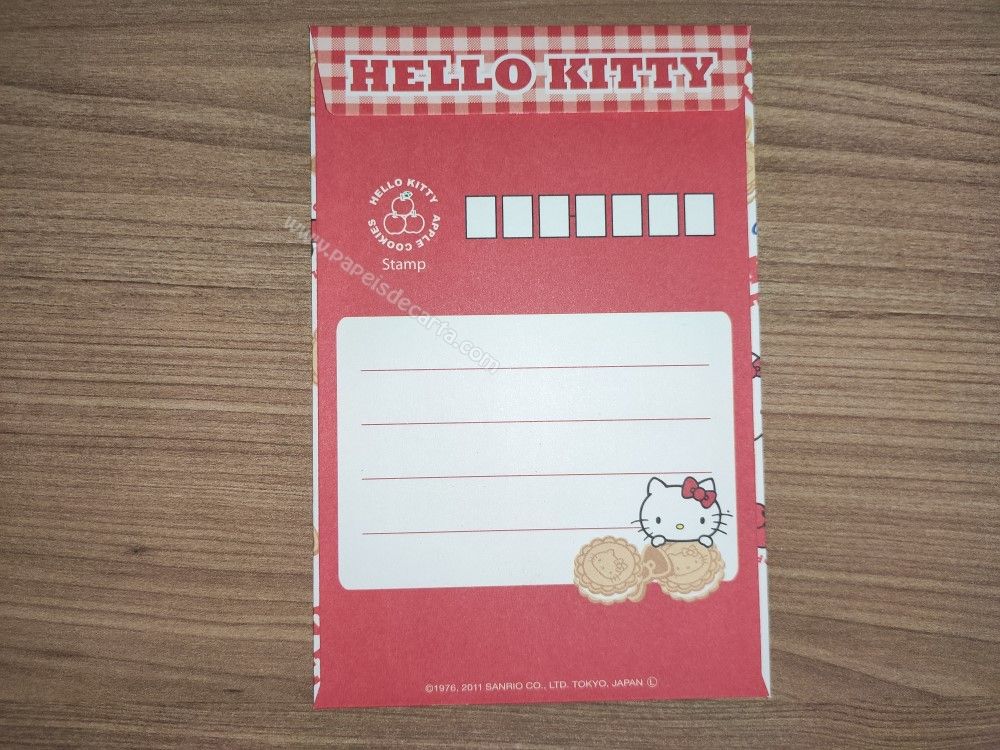 HELLO KITTY
HELLO KITTY APPLE COOKIES
Stamp
www.papeisdecarta.com
©1976, 2011 SANRIO CO., LTD. TOKYO, JAPAN Ⓛ